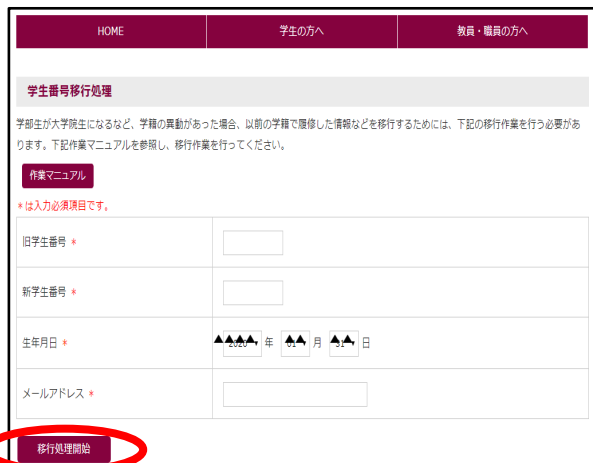 HOME 学生の方へ 教員・職員の方へ
学生番号移行処理
学部生が大学院生になるなど、学籍の異動があった場合、以前の学籍で履修した情報などを移行するためには、下記の移行作業を行う必要があ
ります。下記作業マニュアルを参照し、移行作業を行ってください。
作業マニュアル
* は入力必須項目です。
旧学生番号 *
新学生番号 *
生年月日 * ▲▲▲▲ 年 ▲▲ 月 ▲▲ 日
メールアドレス *
移行処理開始